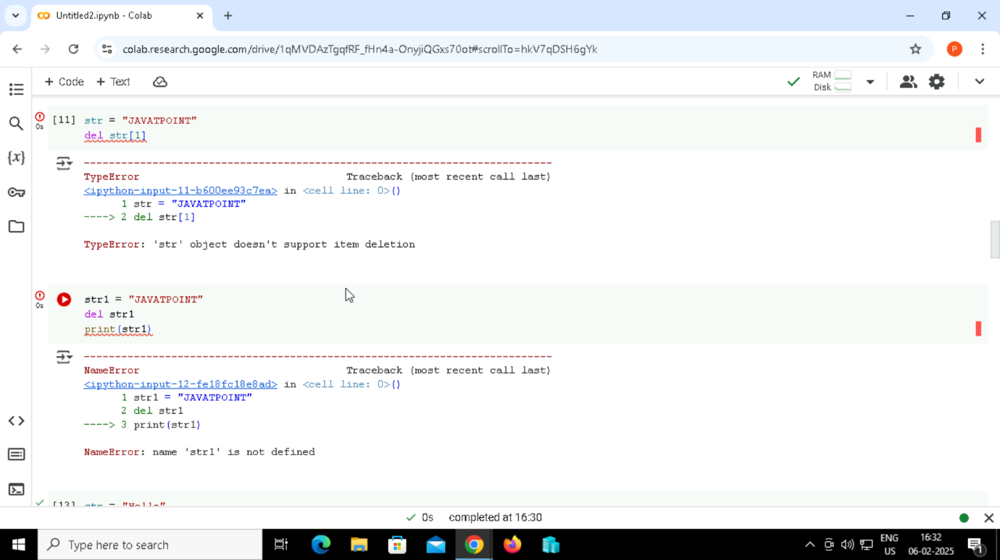 Untitled2.ipynb - Colab
colab.research.google.com/drive/1qMVDAzTgqfRF_fHn4a-OnyjiQGxs70ot#scrollTo=hkV7qDSH6gYk
P
+ Code + Text
RAM
Disk
{x}
0s
[11] str = "JAVATPOINT"
del str[1]
---------------------------------------------------------------------------
TypeError Traceback (most recent call last)
<ipython-input-11-b600ee93c7ea> in <cell line: 0>()
1 str = "JAVATPOINT"
----> 2 del str[1]
TypeError: 'str' object doesn't support item deletion
0s
str1 = "JAVATPOINT"
del str1
print(str1)
---------------------------------------------------------------------------
NameError Traceback (most recent call last)
<ipython-input-12-fe18fc18e8ad> in <cell line: 0>()
1 str1 = "JAVATPOINT"
2 del str1
----> 3 print(str1)
NameError: name 'str1' is not defined
[13] str = "Hello"
0s completed at 16:30
Type here to search
ENG
US
16:32
06-02-2025
1